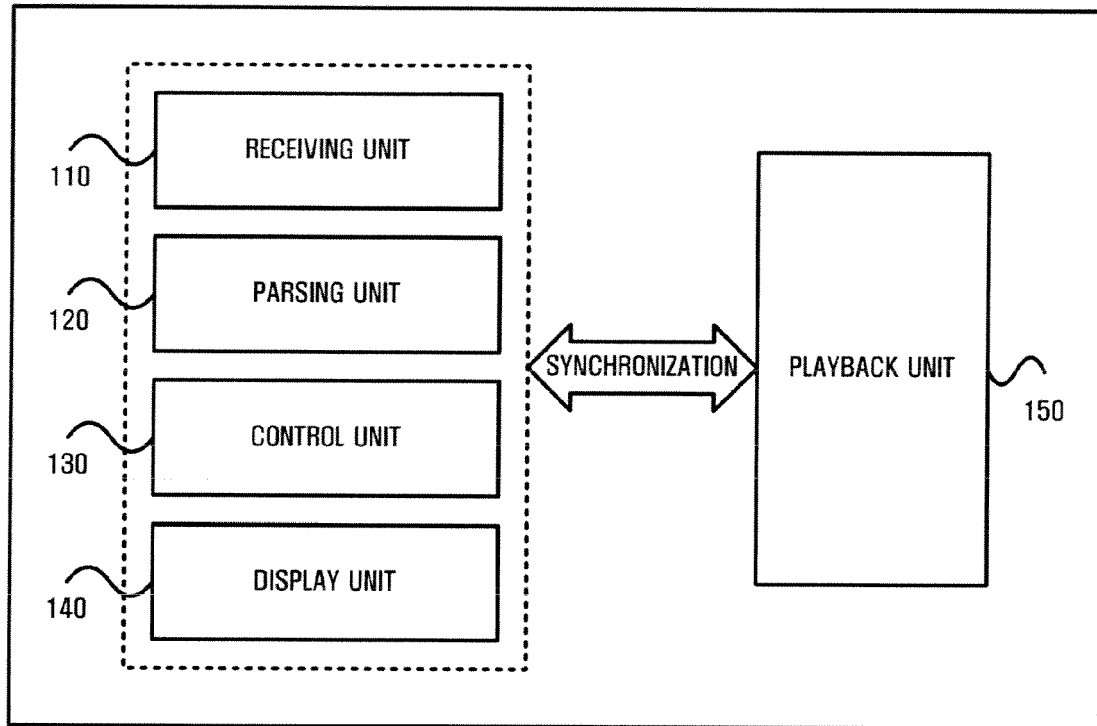 RECEIVING UNIT
110
PARSING UNIT
120
SYNCHRONIZATION
PLAYBACK UNIT
150
CONTROL UNIT
130
DISPLAY UNIT
140